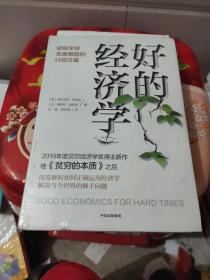 破解全球
发展难题的
行动方案
好的
经济学
2019年诺贝尔经济学奖得主新作
继《贫穷的本质》之后
深度解析如何正确运用经济学
解决当今世界的棘手问题
GOOD ECONOMICS FOR HARD TIMES
中信出版集团